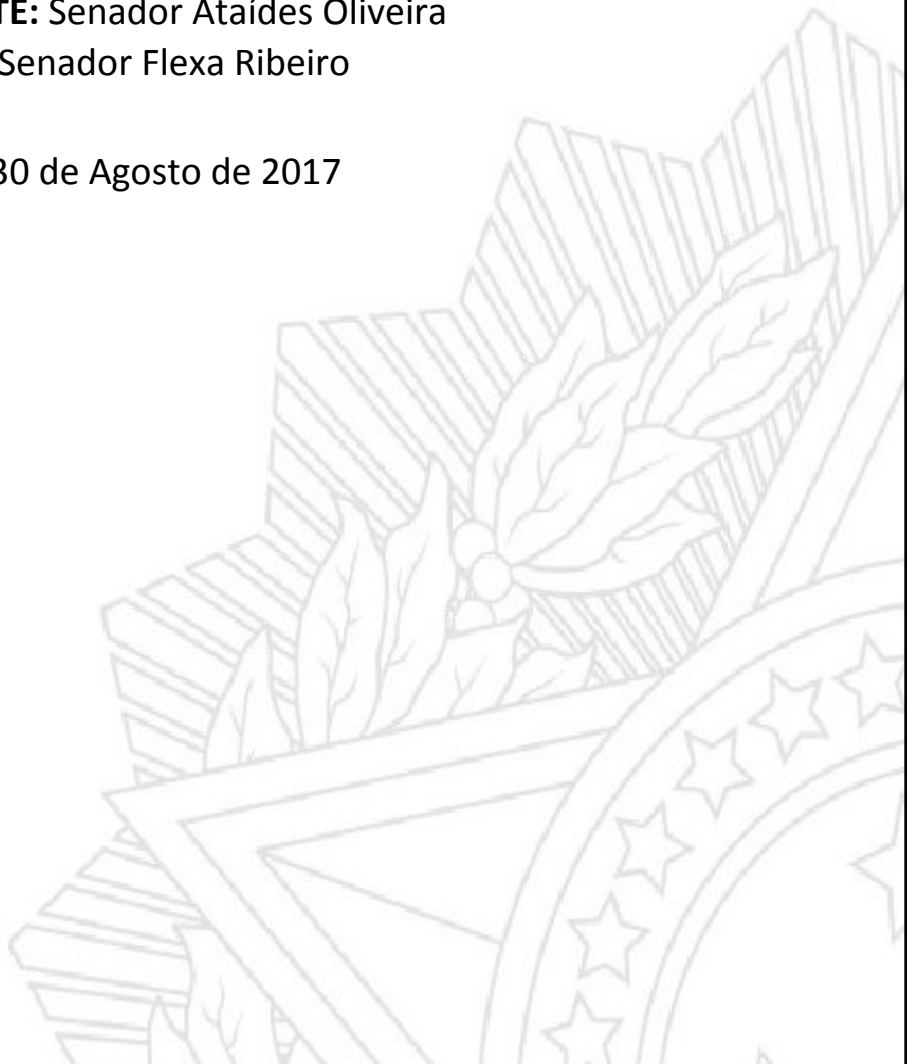 TE: Senador Ataídes Oliveira
Senador Flexa Ribeiro
30 de Agosto de 2017